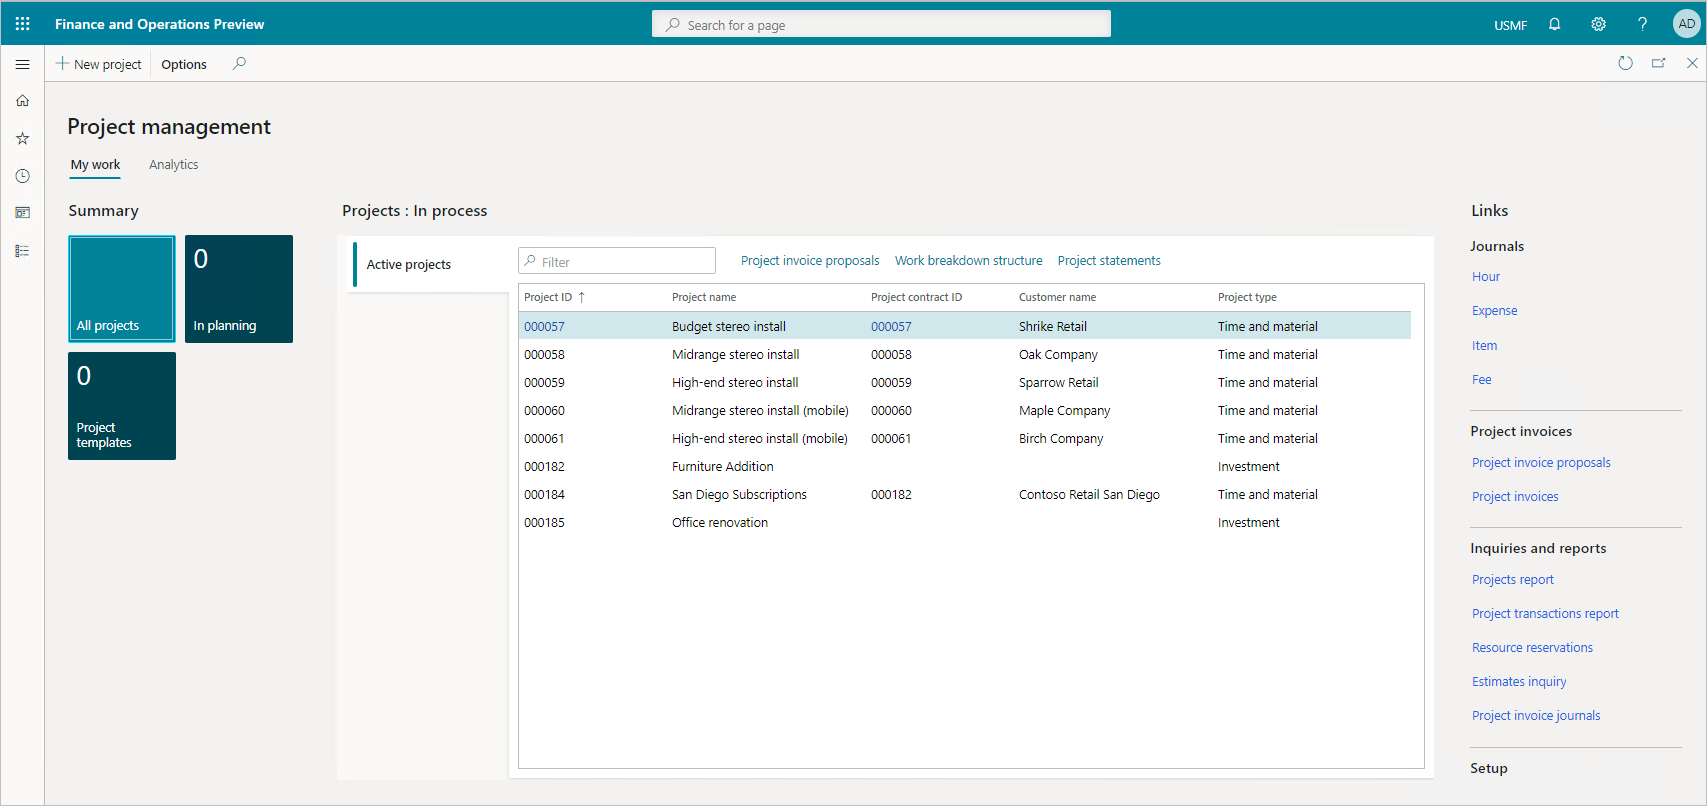 Finance and Operations Preview
Search for a page
USMF
?
AD
New project
Options
Project management
My work
Analytics
Summary
All projects
0
In planning
0
Project
templates
Projects : In process
Active projects
Filter
Project invoice proposals
Work breakdown structure
Project statements
Project ID ↑ Project name Project contract ID Customer name Project type
000057 Budget stereo install 000057 Shrike Retail Time and material
000058 Midrange stereo install 000058 Oak Company Time and material
000059 High-end stereo install 000059 Sparrow Retail Time and material
000060 Midrange stereo install (mobile) 000060 Maple Company Time and material
000061 High-end stereo install (mobile) 000061 Birch Company Time and material
000182 Furniture Addition Investment
000184 San Diego Subscriptions 000182 Contoso Retail San Diego Time and material
000185 Office renovation Investment
Links
Journals
Hour
Expense
Item
Fee
Project invoices
Project invoice proposals
Project invoices
Inquiries and reports
Projects report
Project transactions report
Resource reservations
Estimates inquiry
Project invoice journals
Setup